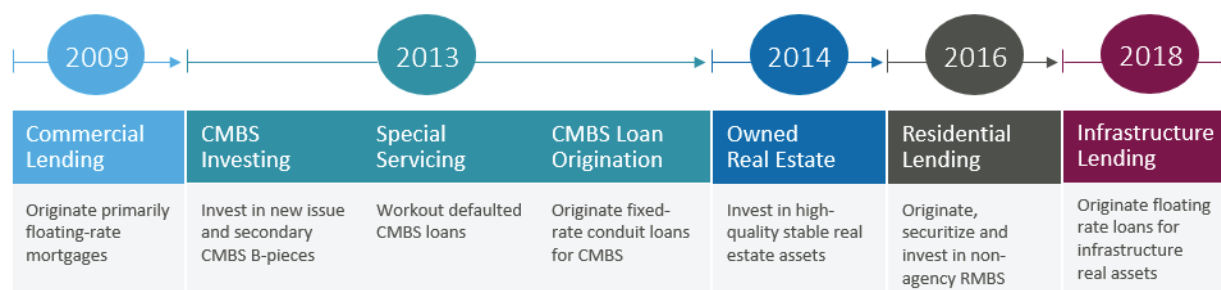 2009
2013
2014
2016
2018
Commercial
Lending
Originate primarily
floating-rate
mortgages
CMBS
Investing
Invest in new issue
and secondary
CMBS B-pieces
Special
Servicing
Workout defaulted
CMBS loans
CMBS Loan
Origination
Originate fixed-
rate conduit loans
for CMBS
Owned
Real Estate
Invest in high-
quality stable real
estate assets
Residential
Lending
Originate,
securitize and
invest in non-
agency RMBS
Infrastructure
Lending
Originate floating
rate loans for
infrastructure
real assets